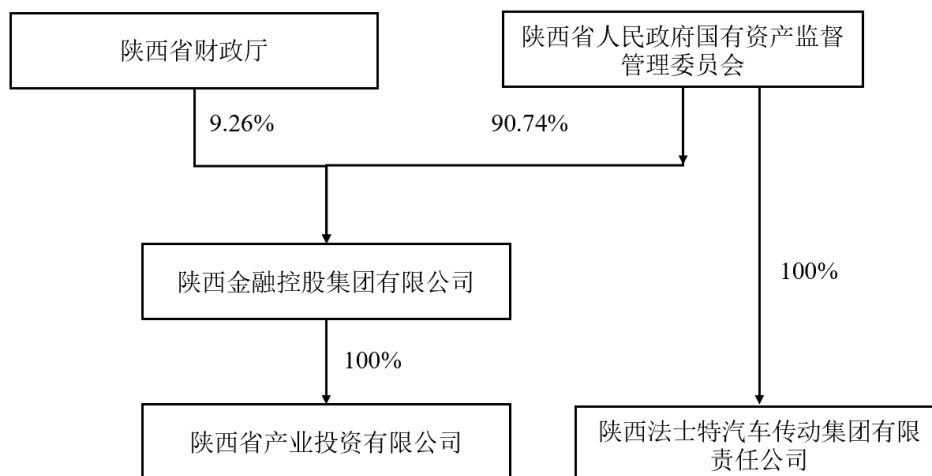 陕西省财政厅
陕西省人民政府国有资产监督
管理委员会
9.26%
90.74%
陕西金融控股集团有限公司
100%
100%
陕西省产业投资有限公司
陕西法士特汽车传动集团有限
责任公司